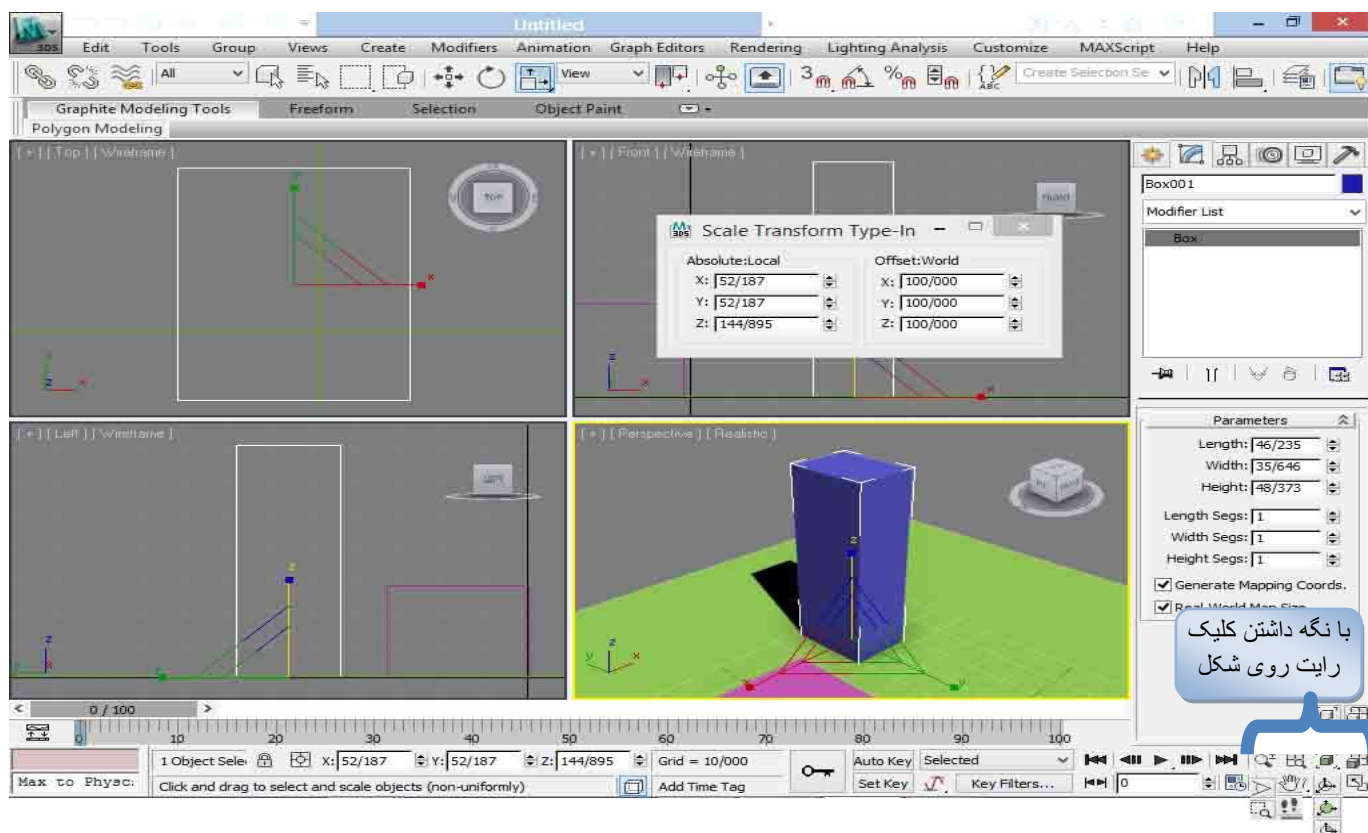 Untitled
3DS Edit Tools Group Views Create Modifiers Animation Graph Editors Rendering Lighting Analysis Customize MAXScript Help
All View Create Selection Se
Graphite Modeling Tools Freeform Selection Object Paint
Polygon Modeling
[ + ] [ Top ] [ Wireframe ]
TOP
[ + ] [ Front ] [ Wireframe ]
FRONT
Scale Transform Type-In
Absolute:Local Offset:World
X: 52/187 X: 100/000
Y: 52/187 Y: 100/000
Z: 144/895 Z: 100/000
Box001
Modifier List
Box
[ + ] [ Left ] [ Wireframe ]
LEFT
[ + ] [ Perspective ] [ Realistic ]
Parameters
Length: 46/235
Width: 35/646
Height: 48/373
Length Segs: 1
Width Segs: 1
Height Segs: 1
Generate Mapping Coords.
Real-World Map Size
با نگه داشتن کلیک
رایت روی شکل
0 / 100
0 10 20 30 40 50 60 70 80 90 100
1 Object Sele X: 52/187 Y: 52/187 Z: 144/895 Grid = 10/000 Auto Key Selected
Max to Physc: Click and drag to select and scale objects (non-uniformly) Add Time Tag Set Key Key Filters... 0